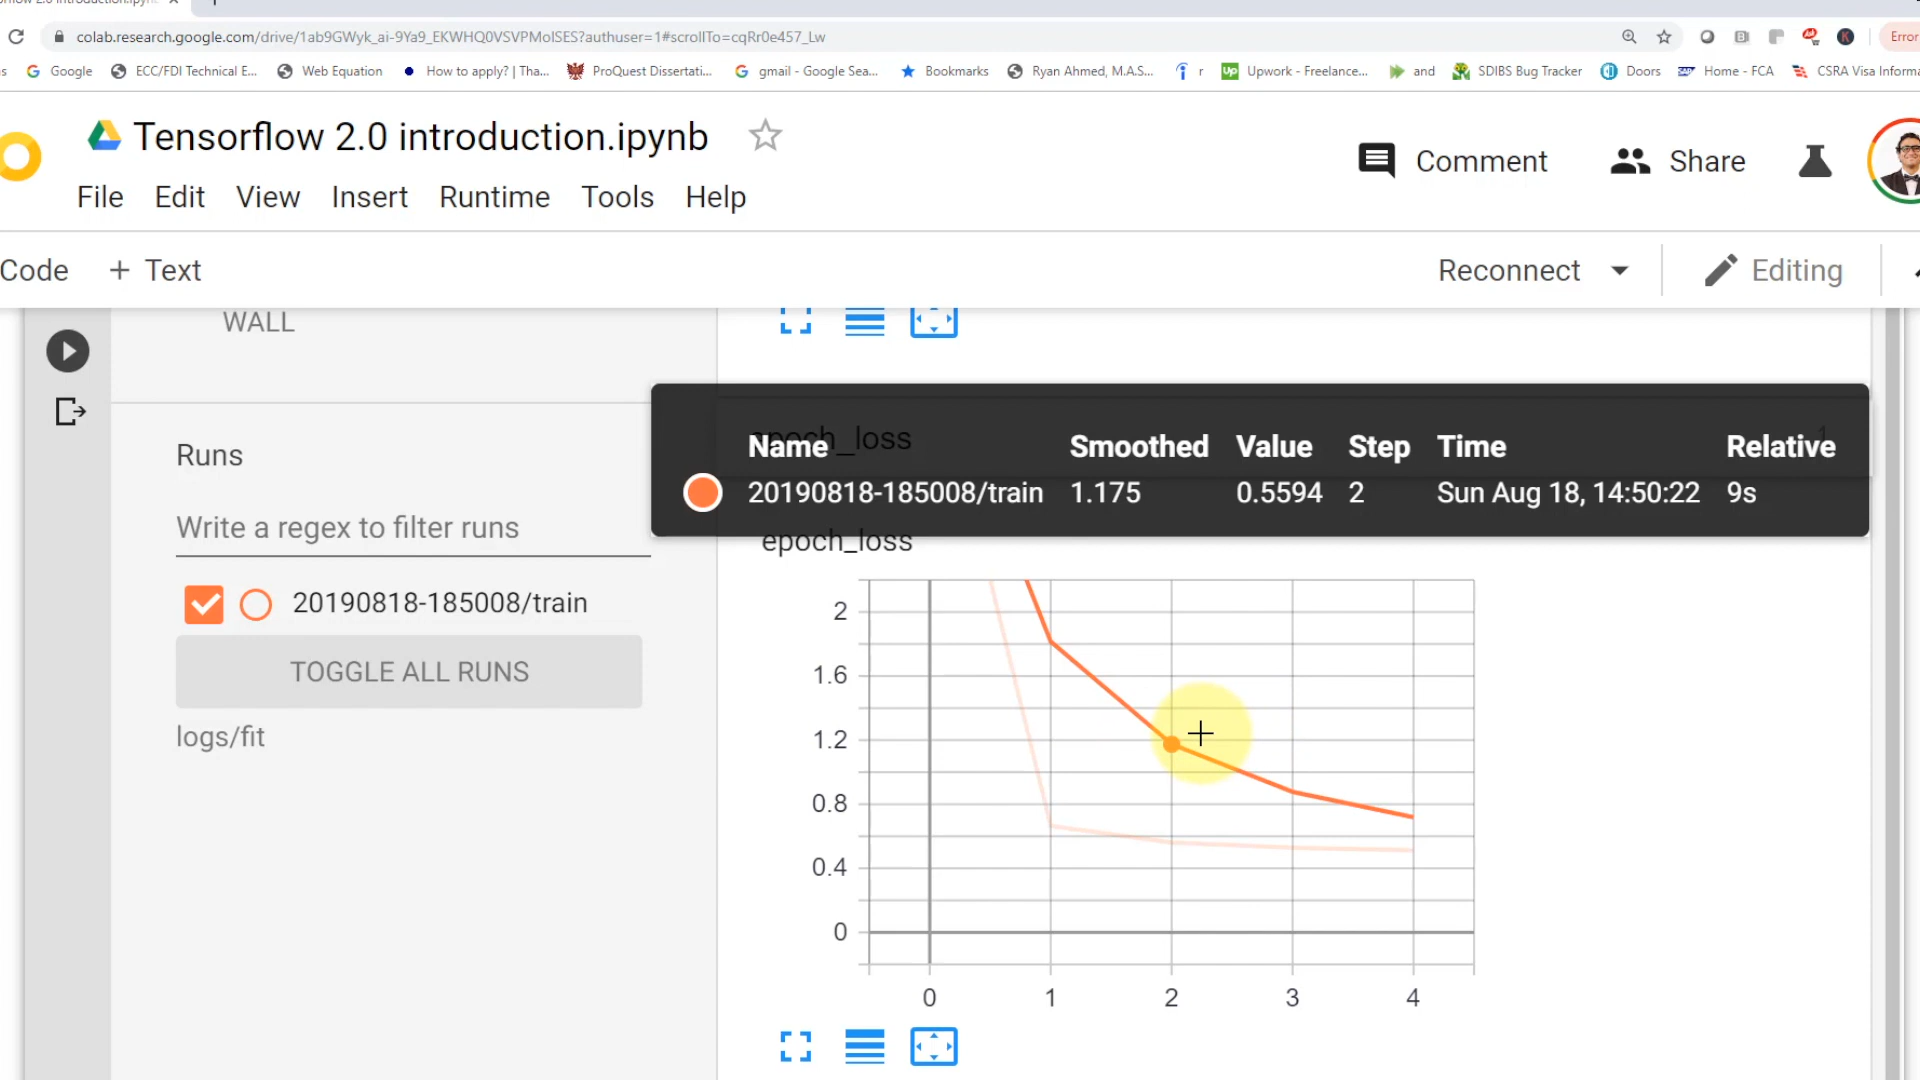 colab.research.google.com/drive/1ab9GWyk_ai-9Ya9_EKWHQ0VSVPMolSES?authuser=1#scrollTo=cqRr0e457_Lw
Error
Google ECC/FDI Technical E... Web Equation How to apply? | Tha... ProQuest Dissertati... gmail - Google Sea... Bookmarks Ryan Ahmed, M.A.S... r Upwork - Freelance... and SDIBS Bug Tracker Doors Home - FCA CSRA Visa Informa
Tensorflow 2.0 introduction.ipynb
Comment Share
File Edit View Insert Runtime Tools Help
Code + Text
Reconnect Editing
WALL
epoch_loss 1
Name Smoothed Value Step Time Relative
20190818-185008/train 1.175 0.5594 2 Sun Aug 18, 14:50:22 9s
Runs
Write a regex to filter runs
20190818-185008/train
TOGGLE ALL RUNS
logs/fit
epoch_loss
2
1.6
1.2
0.8
0.4
0
0 1 2 3 4